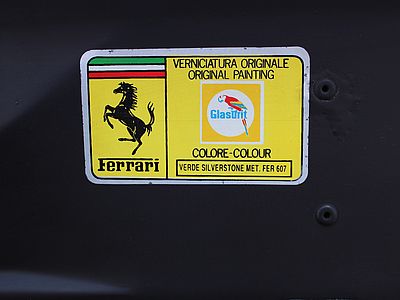 VERNICIATURA ORIGINALE
ORIGINAL PAINTING
Glasurit
COLORE-COLOUR
VERDE SILVERSTONE MET. FER 607
Ferrari